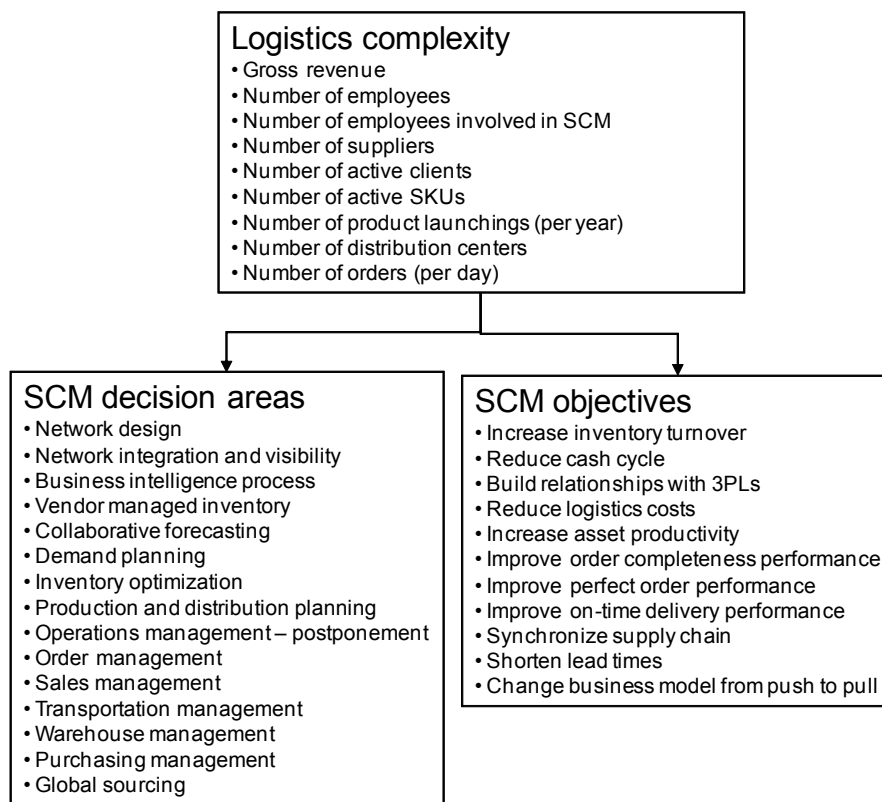 Logistics complexity
• Gross revenue
• Number of employees
• Number of employees involved in SCM
• Number of suppliers
• Number of active clients
• Number of active SKUs
• Number of product launchings (per year)
• Number of distribution centers
• Number of orders (per day)
SCM decision areas
• Network design
• Network integration and visibility
• Business intelligence process
• Vendor managed inventory
• Collaborative forecasting
• Demand planning
• Inventory optimization
• Production and distribution planning
• Operations management – postponement
• Order management
• Sales management
• Transportation management
• Warehouse management
• Purchasing management
• Global sourcing
SCM objectives
• Increase inventory turnover
• Reduce cash cycle
• Build relationships with 3PLs
• Reduce logistics costs
• Increase asset productivity
• Improve order completeness performance
• Improve perfect order performance
• Improve on-time delivery performance
• Synchronize supply chain
• Shorten lead times
• Change business model from push to pull